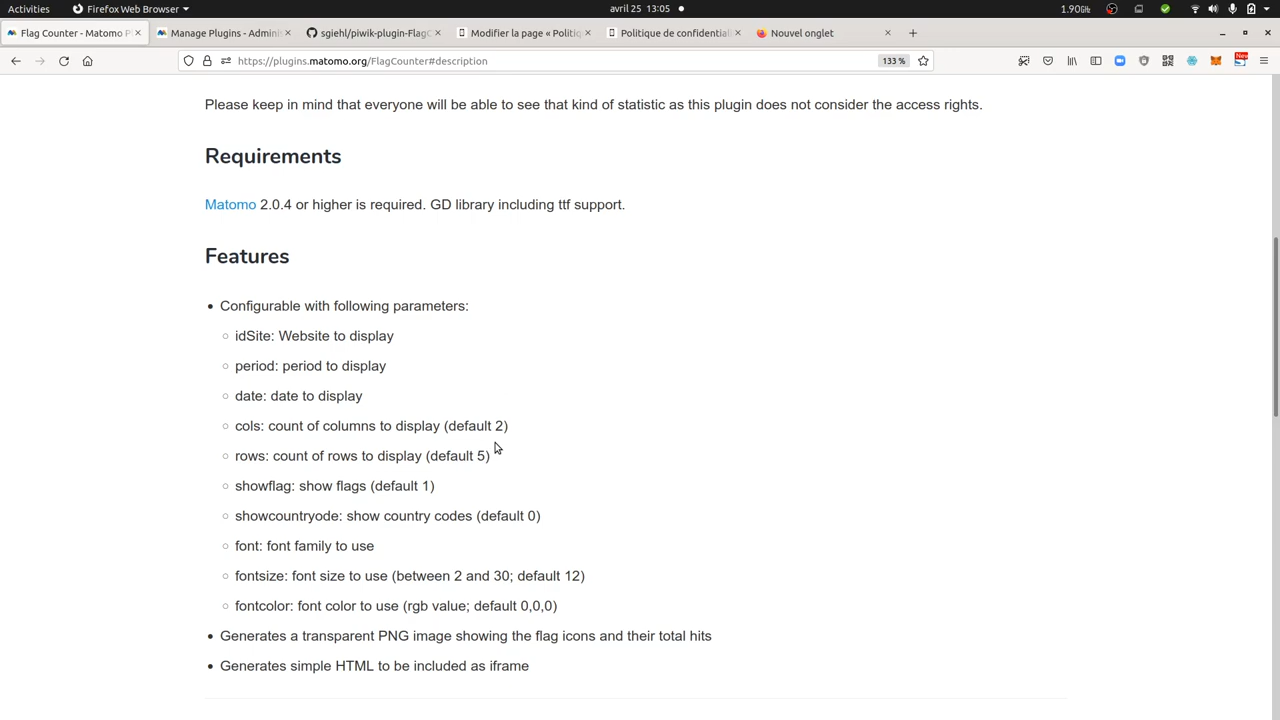 Activities
Firefox Web Browser
avril 25 13:05
1.90GHz
Flag Counter - Matomo P
Manage Plugins - Admini
sgiehl/piwik-plugin-FlagC
Modifier la page « Politiq
Politique de confidential
Nouvel onglet
https://plugins.matomo.org/FlagCounter#description
133 %
New
Please keep in mind that everyone will be able to see that kind of statistic as this plugin does not consider the access rights.
Requirements
Matomo 2.0.4 or higher is required. GD library including ttf support.
Features
• Configurable with following parameters:
○ idSite: Website to display
○ period: period to display
○ date: date to display
○ cols: count of columns to display (default 2)
○ rows: count of rows to display (default 5)
○ showflag: show flags (default 1)
○ showcountryode: show country codes (default 0)
○ font: font family to use
○ fontsize: font size to use (between 2 and 30; default 12)
○ fontcolor: font color to use (rgb value; default 0,0,0)
• Generates a transparent PNG image showing the flag icons and their total hits
• Generates simple HTML to be included as iframe